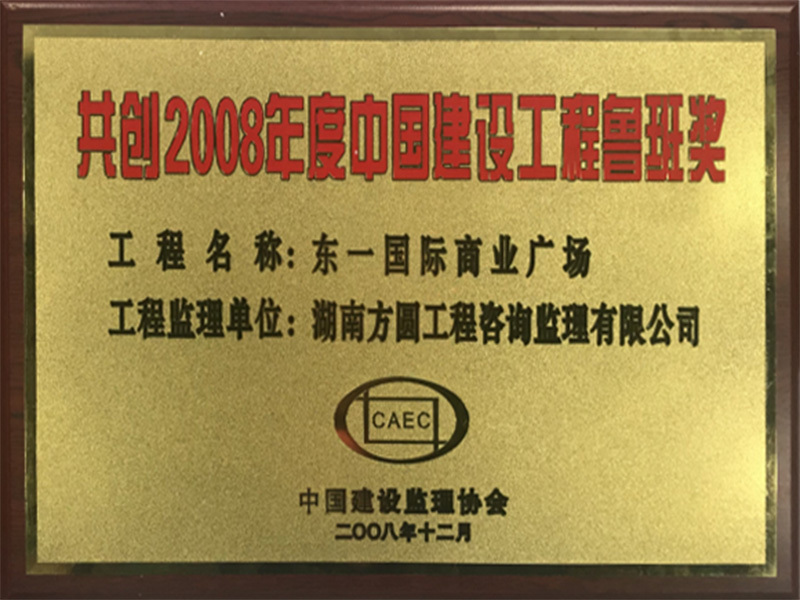 共创2008年度中国建设工程鲁班奖
工程名称：东一国际商业广场
工程监理单位：湖南方圆工程咨询监理有限公司
CAEC
中国建设监理协会
二〇〇八年十二月